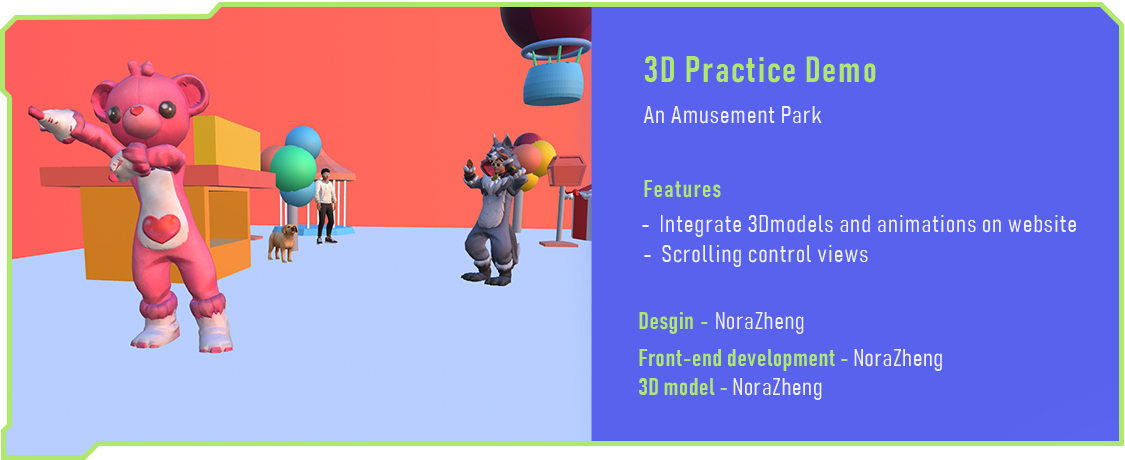 3D Practice Demo
An Amusement Park
Features
- Integrate 3Dmodels and animations on website
- Scrolling control views
Desgin - NoraZheng
Front-end development - NoraZheng
3D model - NoraZheng